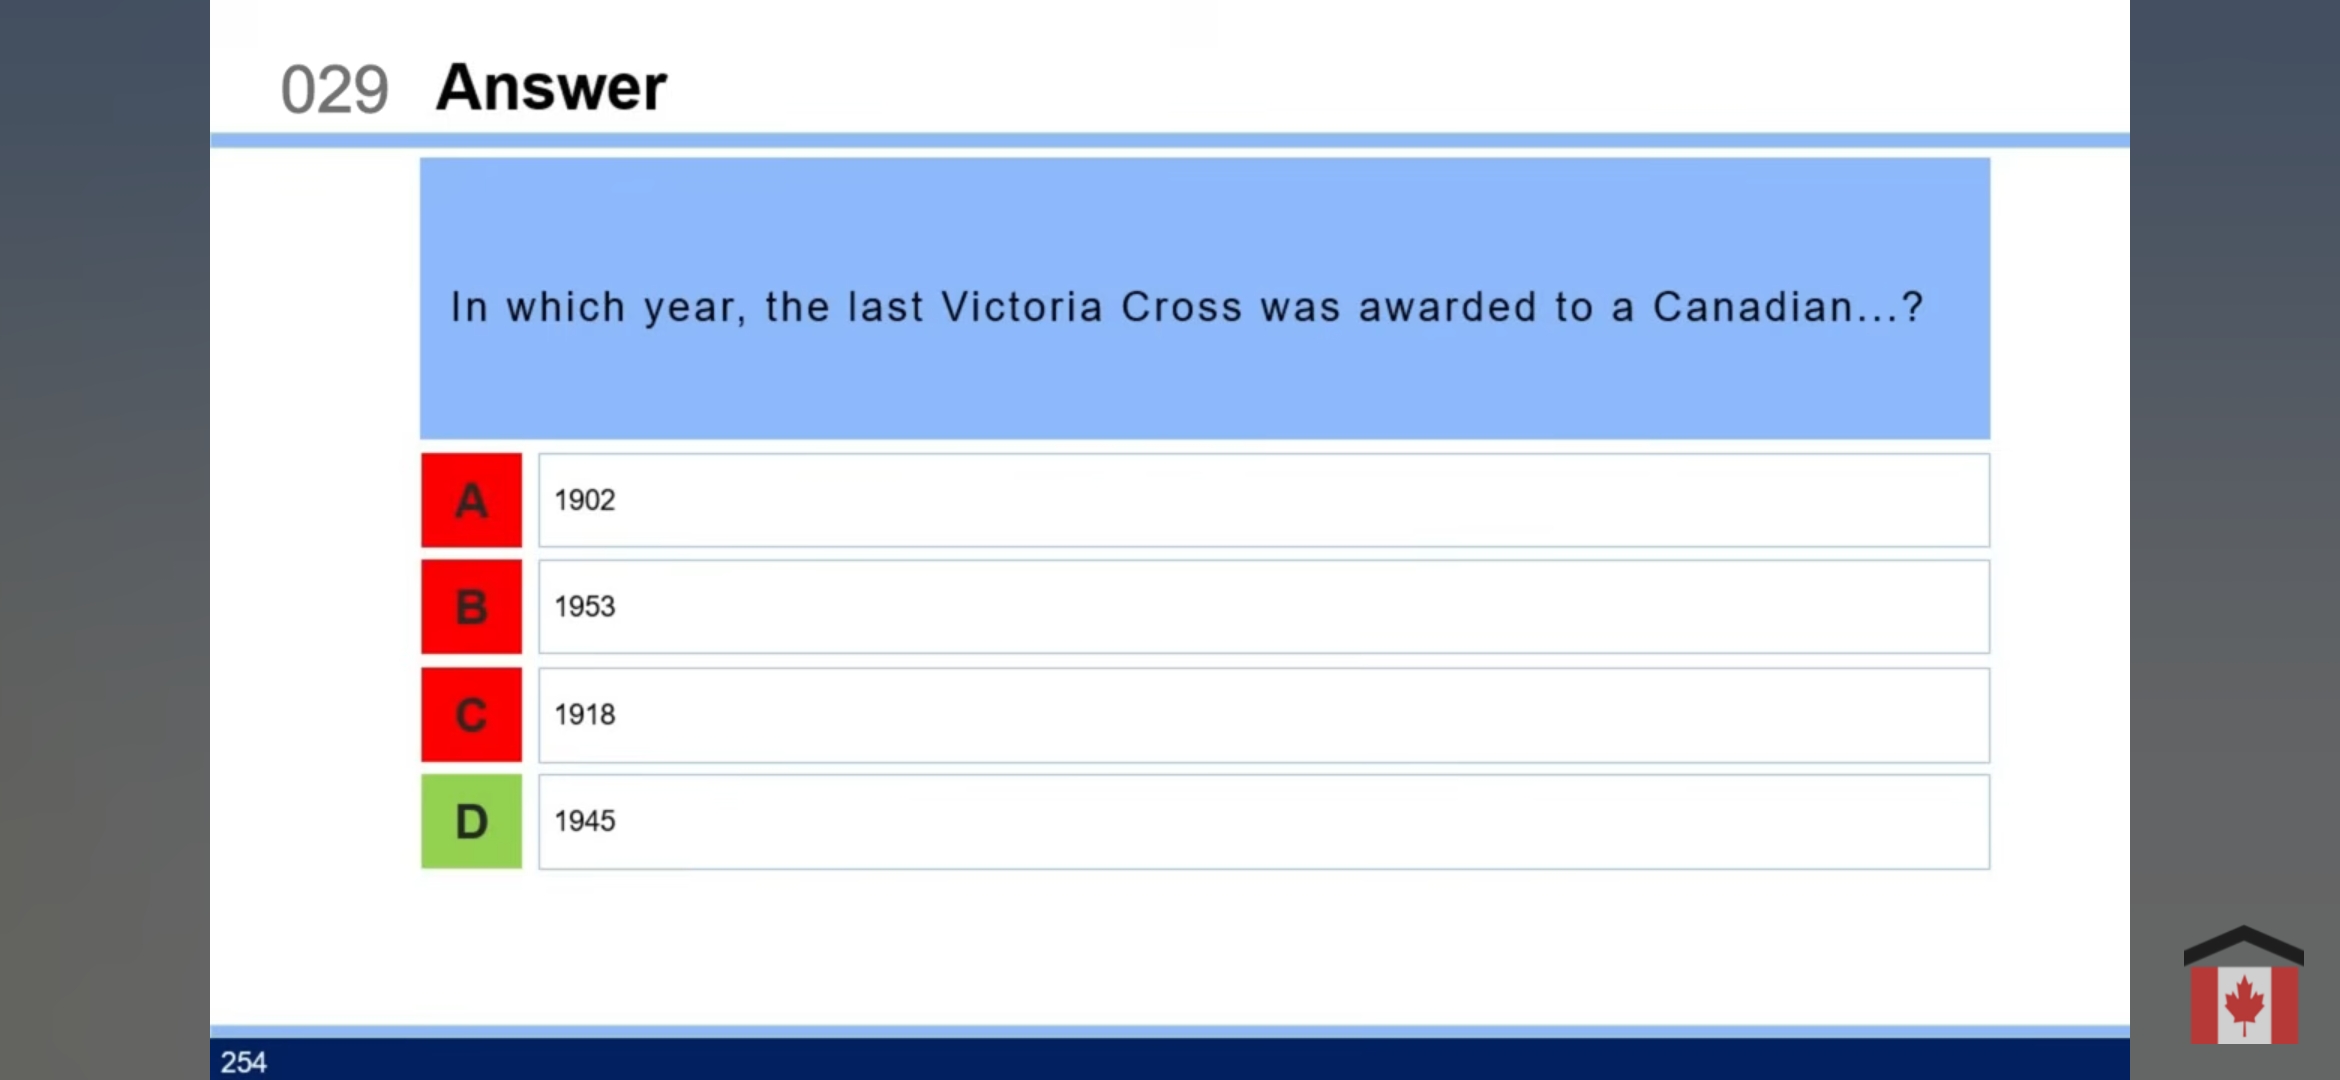 029 Answer
In which year, the last Victoria Cross was awarded to a Canadian...?
A 1902
B 1953
C 1918
D 1945
254